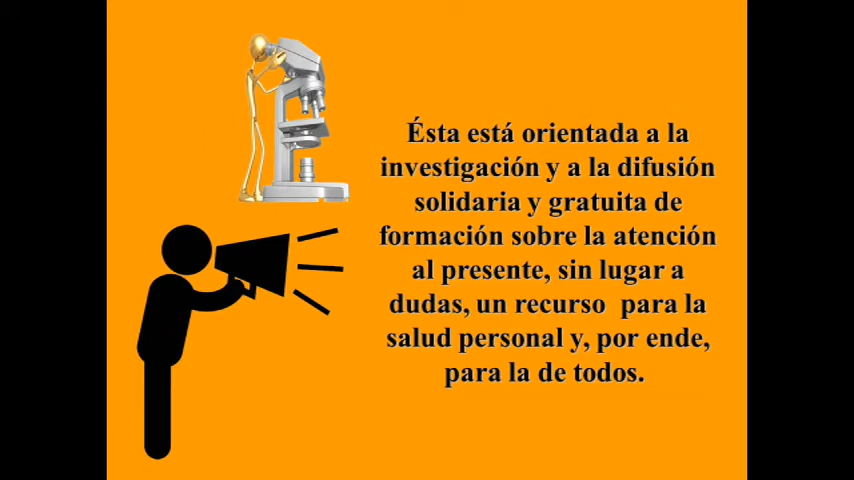 Ésta está orientada a la
investigación y a la difusión
solidaria y gratuita de
formación sobre la atención
al presente, sin lugar a
dudas, un recurso  para la
salud personal y, por ende,
para la de todos.